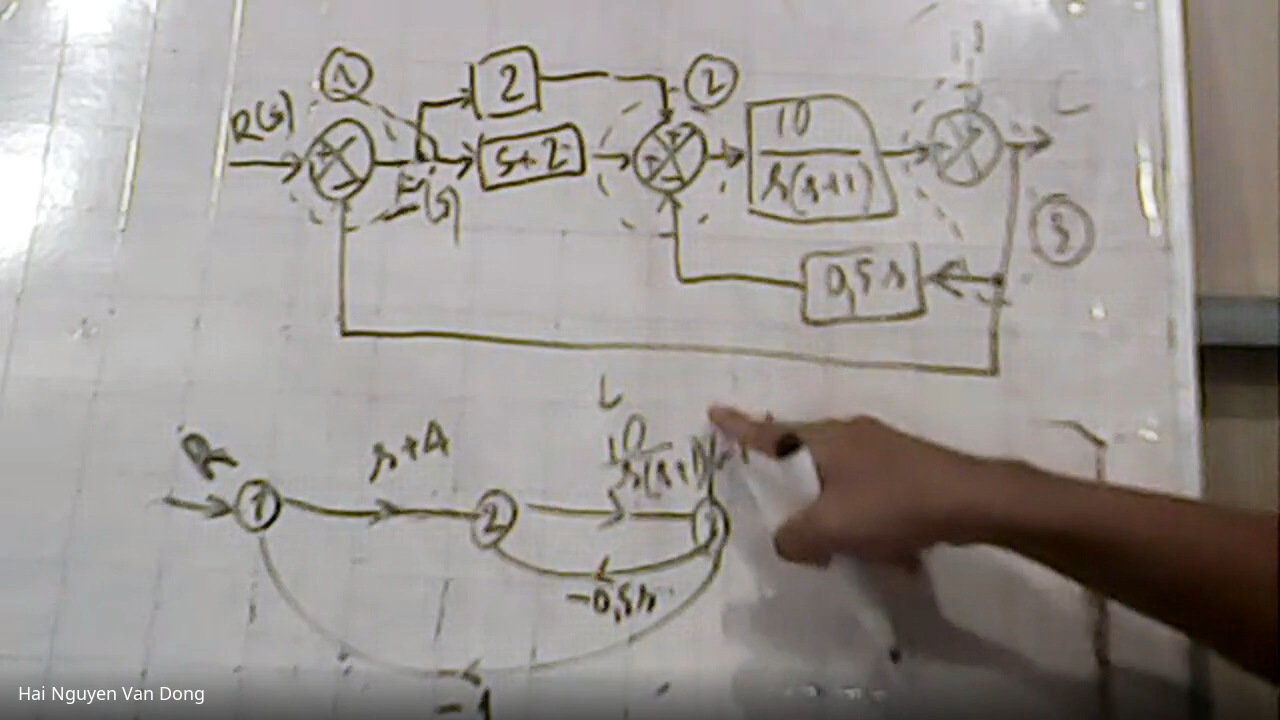 ① 2 ②
R(s) s+2 10/s(s+1) C
E(s) 0,5s ③
R s+4 10/s(s+1)
① ② ③
-0,5s
-1
Hai Nguyen Van Dong